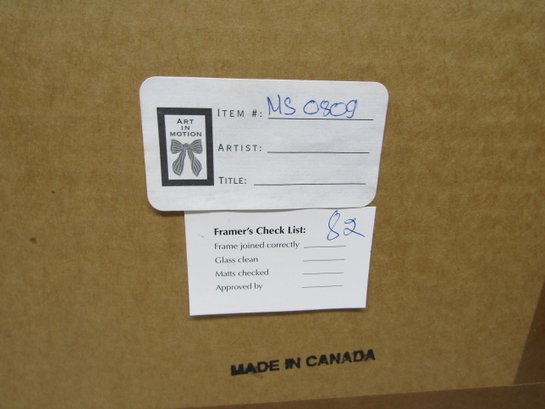 ART
IN
MOTION
ITEM #: MS 0809
ARTIST:
TITLE:
Framer's Check List: 82
Frame joined correctly
Glass clean
Matts checked
Approved by
MADE IN CANADA